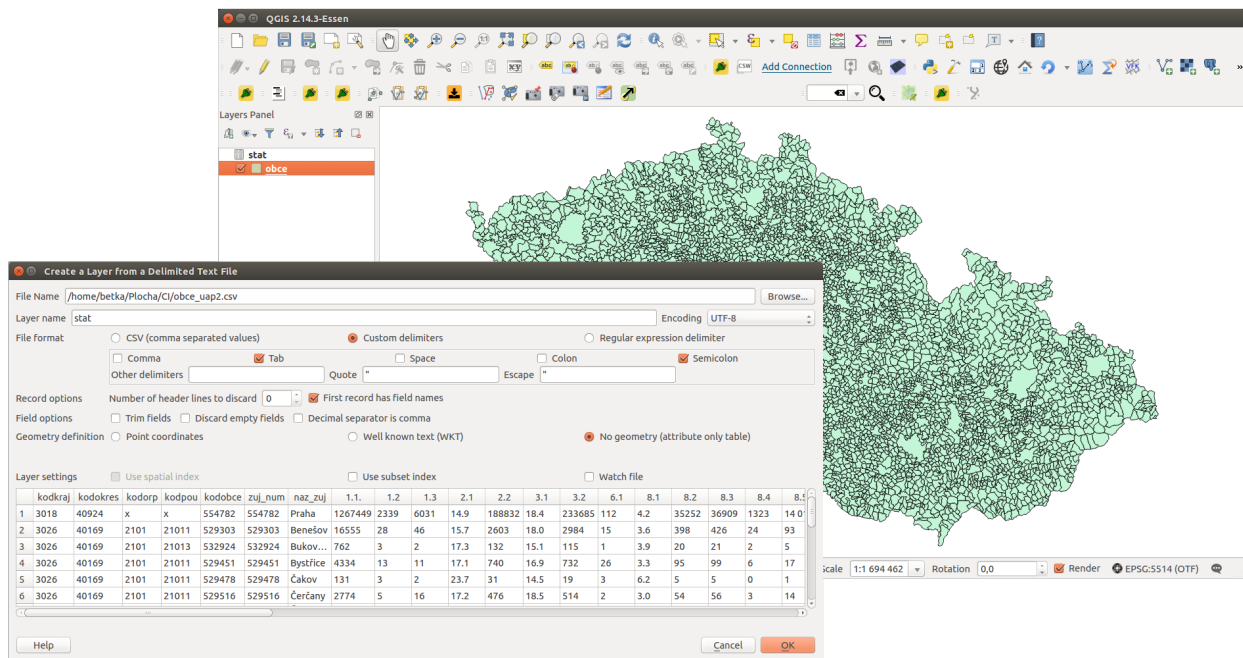 QGIS 2.14.3-Essen
CSW Add Connection
Layers Panel
stat
obce
Create a Layer from a Delimited Text File
File Name /home/betka/Plocha/CI/obce_uap2.csv Browse...
Layer name stat Encoding UTF-8
File format CSV (comma separated values) Custom delimiters Regular expression delimiter
Comma Tab Space Colon Semicolon
Other delimiters Quote " Escape "
Record options Number of header lines to discard 0 First record has field names
Field options Trim fields Discard empty fields Decimal separator is comma
Geometry definition Point coordinates Well known text (WKT) No geometry (attribute only table)
Layer settings Use spatial index Use subset index Watch file
kodkraj kodokres kodorp kodpou kodobce zuj_num naz_zuj 1.1. 1.2 1.3 2.1 2.2 3.1 3.2 6.1 8.1 8.2 8.3 8.4 8.5
1 3018 40924 x x 554782 554782 Praha 1267449 2339 6031 14.9 188832 18.4 233685 112 4.2 35252 36909 1323 14 0
2 3026 40169 2101 21011 529303 529303 Benešov 16555 28 46 15.7 2603 18.0 2984 15 3.6 398 426 24 93
3 3026 40169 2101 21013 532924 532924 Bukov... 762 3 2 17.3 132 15.1 115 1 3.9 20 21 2 5
4 3026 40169 2101 21011 529451 529451 Bystřice 4334 13 11 17.1 740 16.9 732 26 3.3 95 99 6 17
5 3026 40169 2101 21011 529478 529478 Čakov 131 3 2 23.7 31 14.5 19 3 6.2 5 5 0 1
6 3026 40169 2101 21011 529516 529516 Čerčany 2774 5 16 17.2 476 18.5 514 2 3.0 54 56 3 14
Help Cancel OK
cale 1:1 694 462 Rotation 0,0 Render EPSG:5514 (OTF)